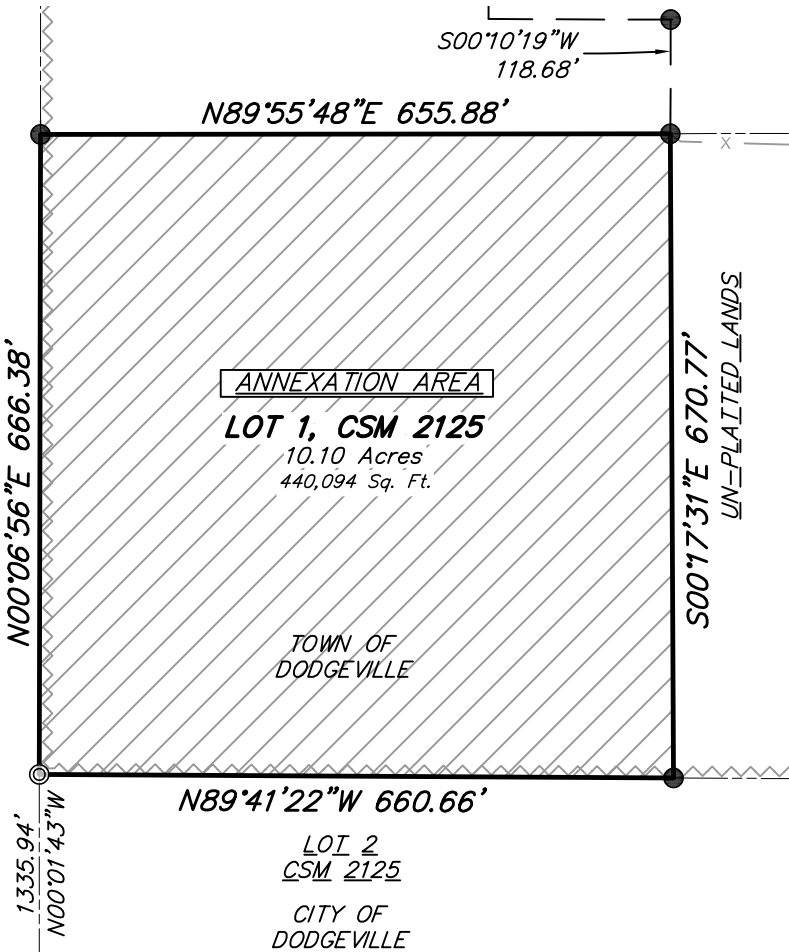 S00°10'19"W
118.68'
N89°55'48"E 655.88'
X
N00°06'56"E 666.38'
ANNEXATION AREA
LOT 1, CSM 2125
10.10 Acres
440,094 Sq. Ft.
S00°17'31"E 670.77'
UN-PLATTED LANDS
TOWN OF
DODGEVILLE
N89°41'22"W 660.66'
1335.94'
N00°01'43"W
LOT 2
CSM 2125
CITY OF
DODGEVILLE